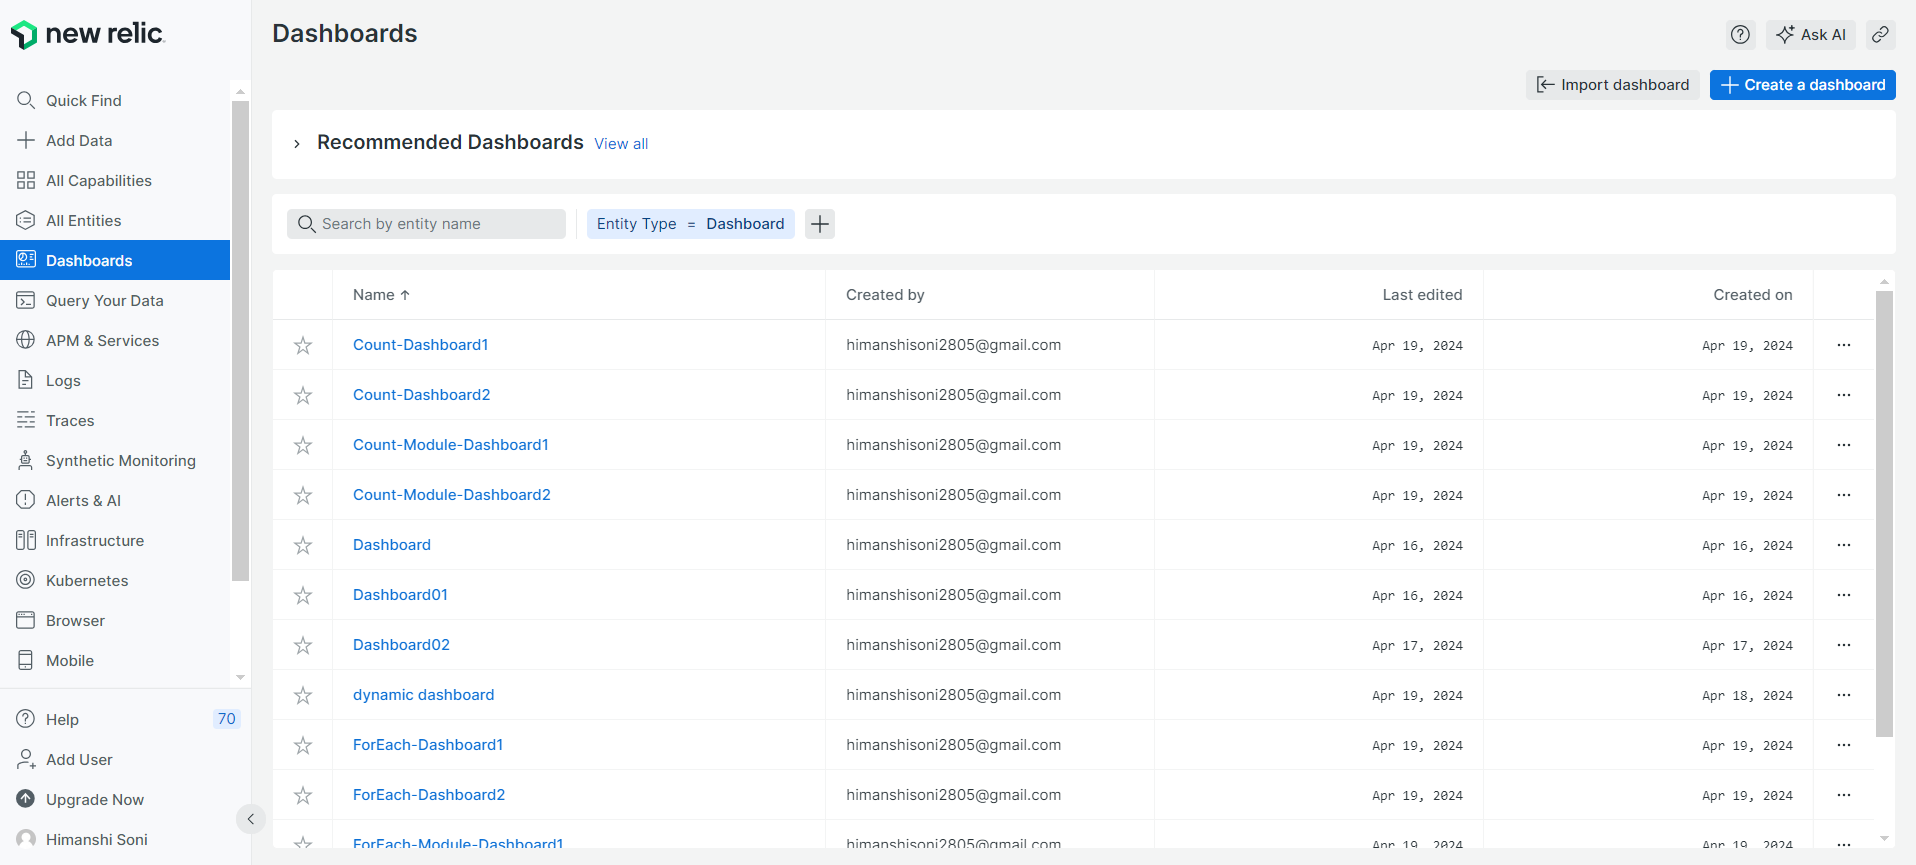 new relic
Quick Find
Add Data
All Capabilities
All Entities
Dashboards
Query Your Data
APM & Services
Logs
Traces
Synthetic Monitoring
Alerts & AI
Infrastructure
Kubernetes
Browser
Mobile
Help 70
Add User
Upgrade Now
Himanshi Soni
Dashboards
Ask AI
Import dashboard
Create a dashboard
Recommended Dashboards View all
Search by entity name Entity Type = Dashboard
Name Created by Last edited Created on
Count-Dashboard1 himanshisoni2805@gmail.com Apr 19, 2024 Apr 19, 2024
Count-Dashboard2 himanshisoni2805@gmail.com Apr 19, 2024 Apr 19, 2024
Count-Module-Dashboard1 himanshisoni2805@gmail.com Apr 19, 2024 Apr 19, 2024
Count-Module-Dashboard2 himanshisoni2805@gmail.com Apr 19, 2024 Apr 19, 2024
Dashboard himanshisoni2805@gmail.com Apr 16, 2024 Apr 16, 2024
Dashboard01 himanshisoni2805@gmail.com Apr 16, 2024 Apr 16, 2024
Dashboard02 himanshisoni2805@gmail.com Apr 17, 2024 Apr 17, 2024
dynamic dashboard himanshisoni2805@gmail.com Apr 19, 2024 Apr 18, 2024
ForEach-Dashboard1 himanshisoni2805@gmail.com Apr 19, 2024 Apr 19, 2024
ForEach-Dashboard2 himanshisoni2805@gmail.com Apr 19, 2024 Apr 19, 2024
ForEach-Module-Dashboard1 himanshisoni2805@gmail.com Apr 19, 2024 Apr 19, 2024